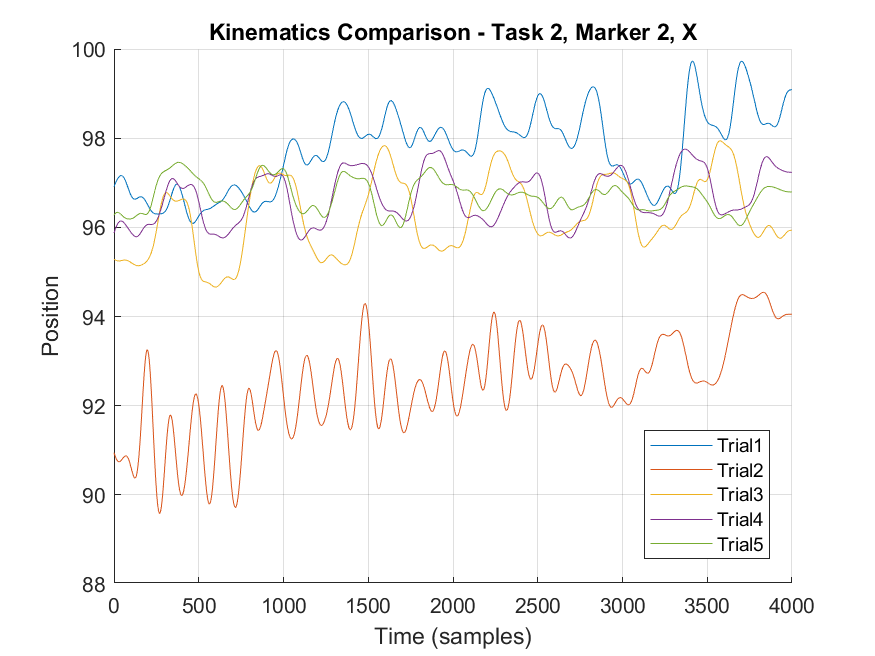 Kinematics Comparison - Task 2, Marker 2, X
100
98
96
94
92
90
88
Position
0 500 1000 1500 2000 2500 3000 3500 4000
Time (samples)
Trial1
Trial2
Trial3
Trial4
Trial5